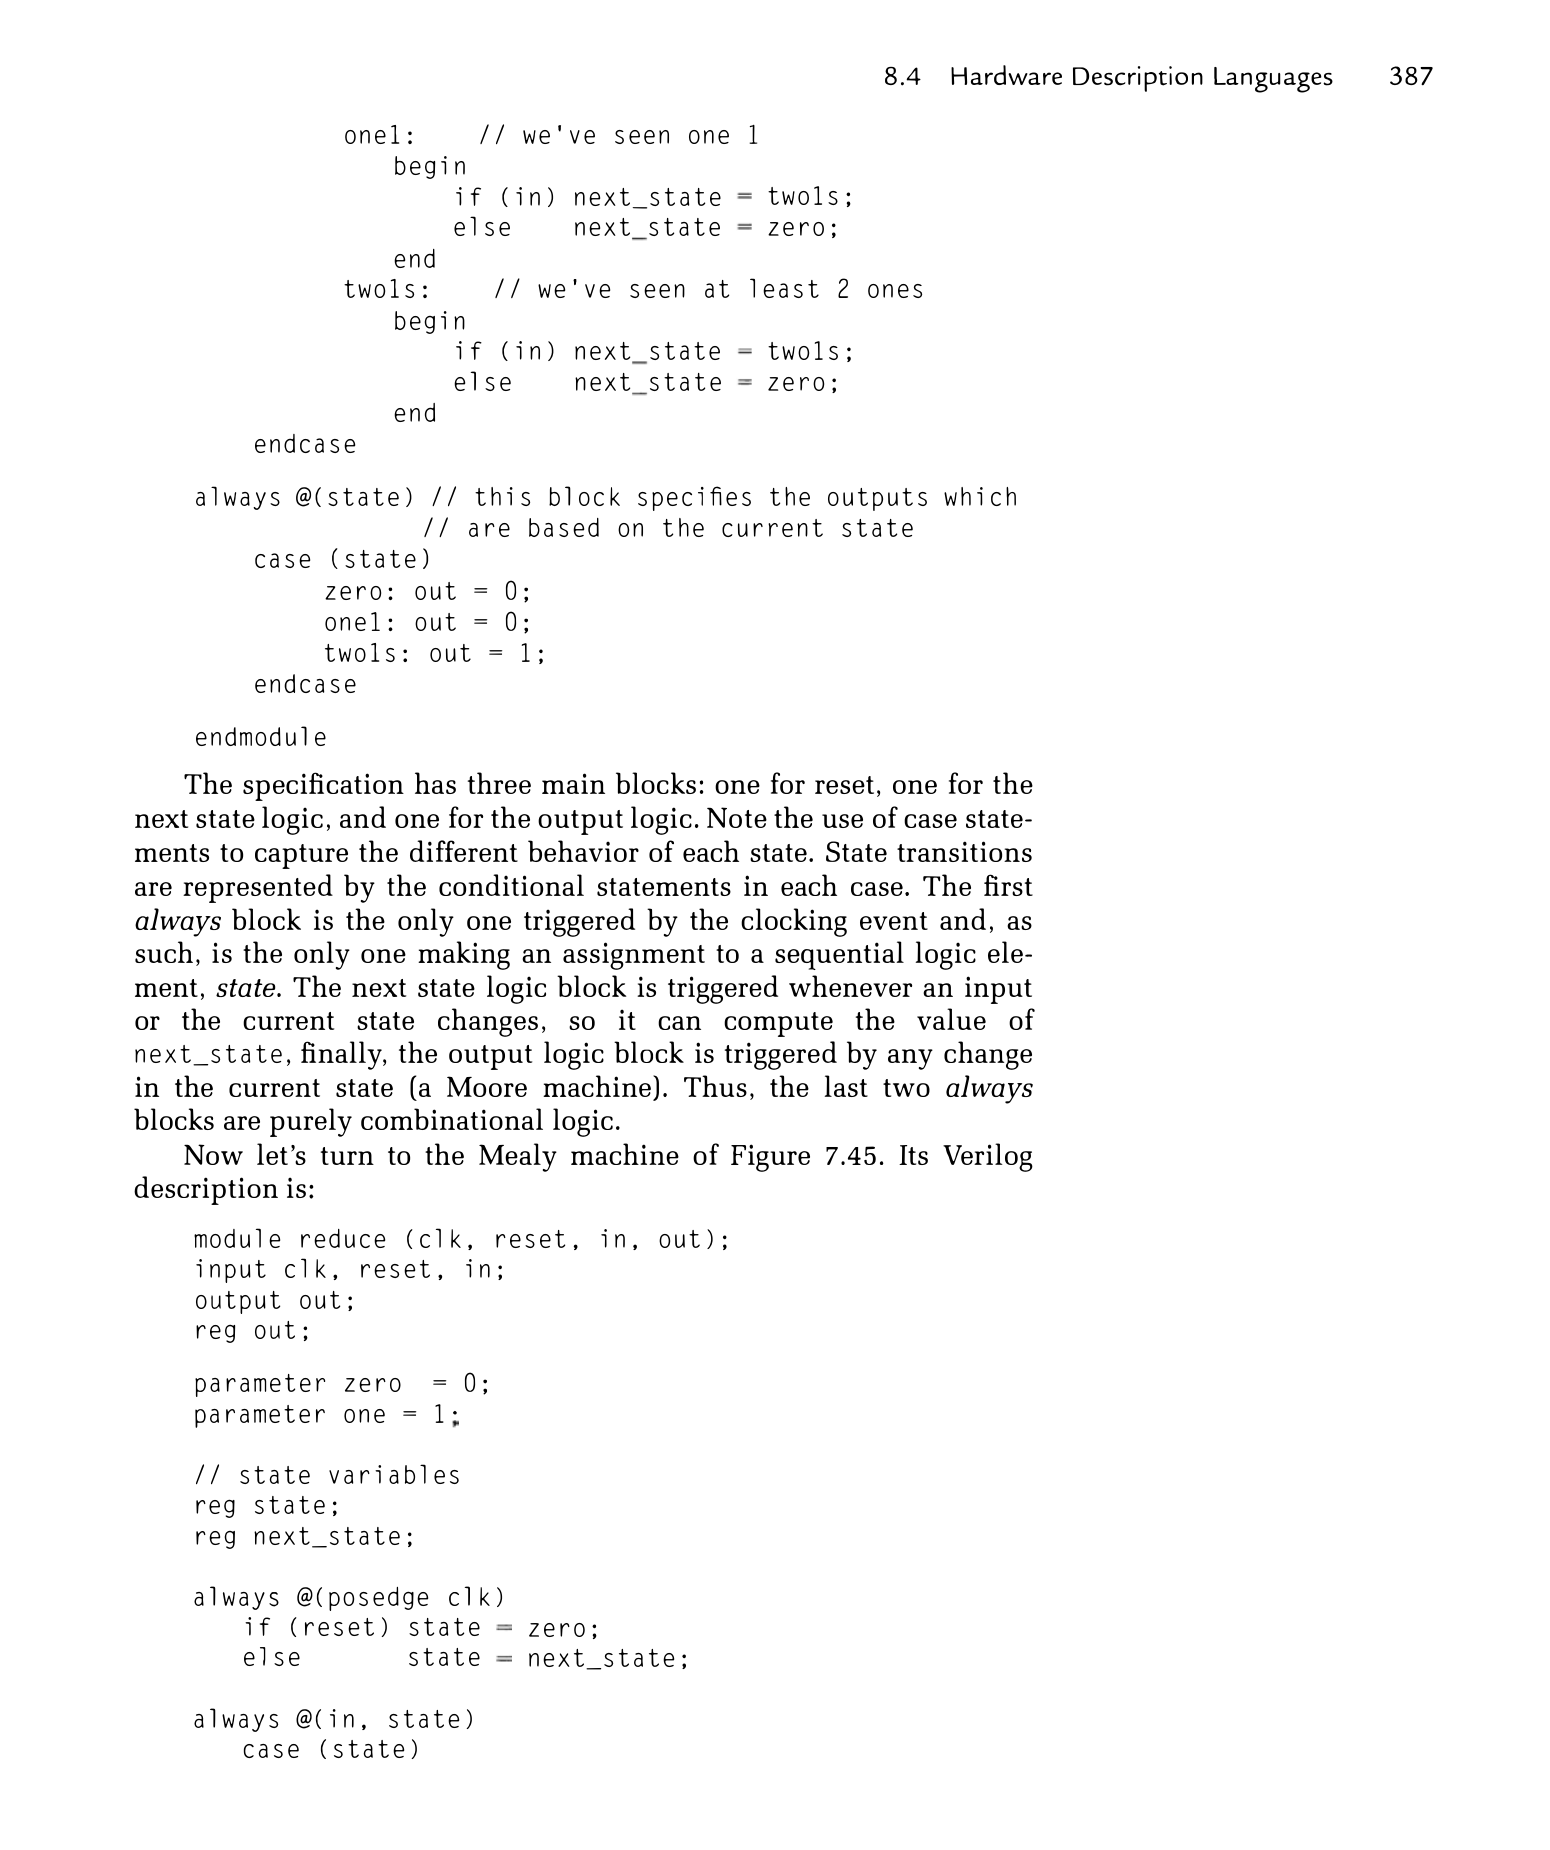 8.4 Hardware Description Languages 387
one1: // we've seen one 1
begin
if (in) next_state = two1s;
else next_state = zero;
end
two1s: // we've seen at least 2 ones
begin
if (in) next_state = two1s;
else next_state = zero;
end
endcase
always @(state) // this block specifies the outputs which
// are based on the current state
case (state)
zero: out = 0;
one1: out = 0;
two1s: out = 1;
endcase
endmodule
The specification has three main blocks: one for reset, one for the
next state logic, and one for the output logic. Note the use of case state-
ments to capture the different behavior of each state. State transitions
are represented by the conditional statements in each case. The first
always block is the only one triggered by the clocking event and, as
such, is the only one making an assignment to a sequential logic ele-
ment, state. The next state logic block is triggered whenever an input
or the current state changes, so it can compute the value of
next_state, finally, the output logic block is triggered by any change
in the current state (a Moore machine). Thus, the last two always
blocks are purely combinational logic.
Now let's turn to the Mealy machine of Figure 7.45. Its Verilog
description is:
module reduce (clk, reset, in, out);
input clk, reset, in;
output out;
reg out;
parameter zero = 0;
parameter one = 1;
// state variables
reg state;
reg next_state;
always @(posedge clk)
if (reset) state = zero;
else state = next_state;
always @(in, state)
case (state)